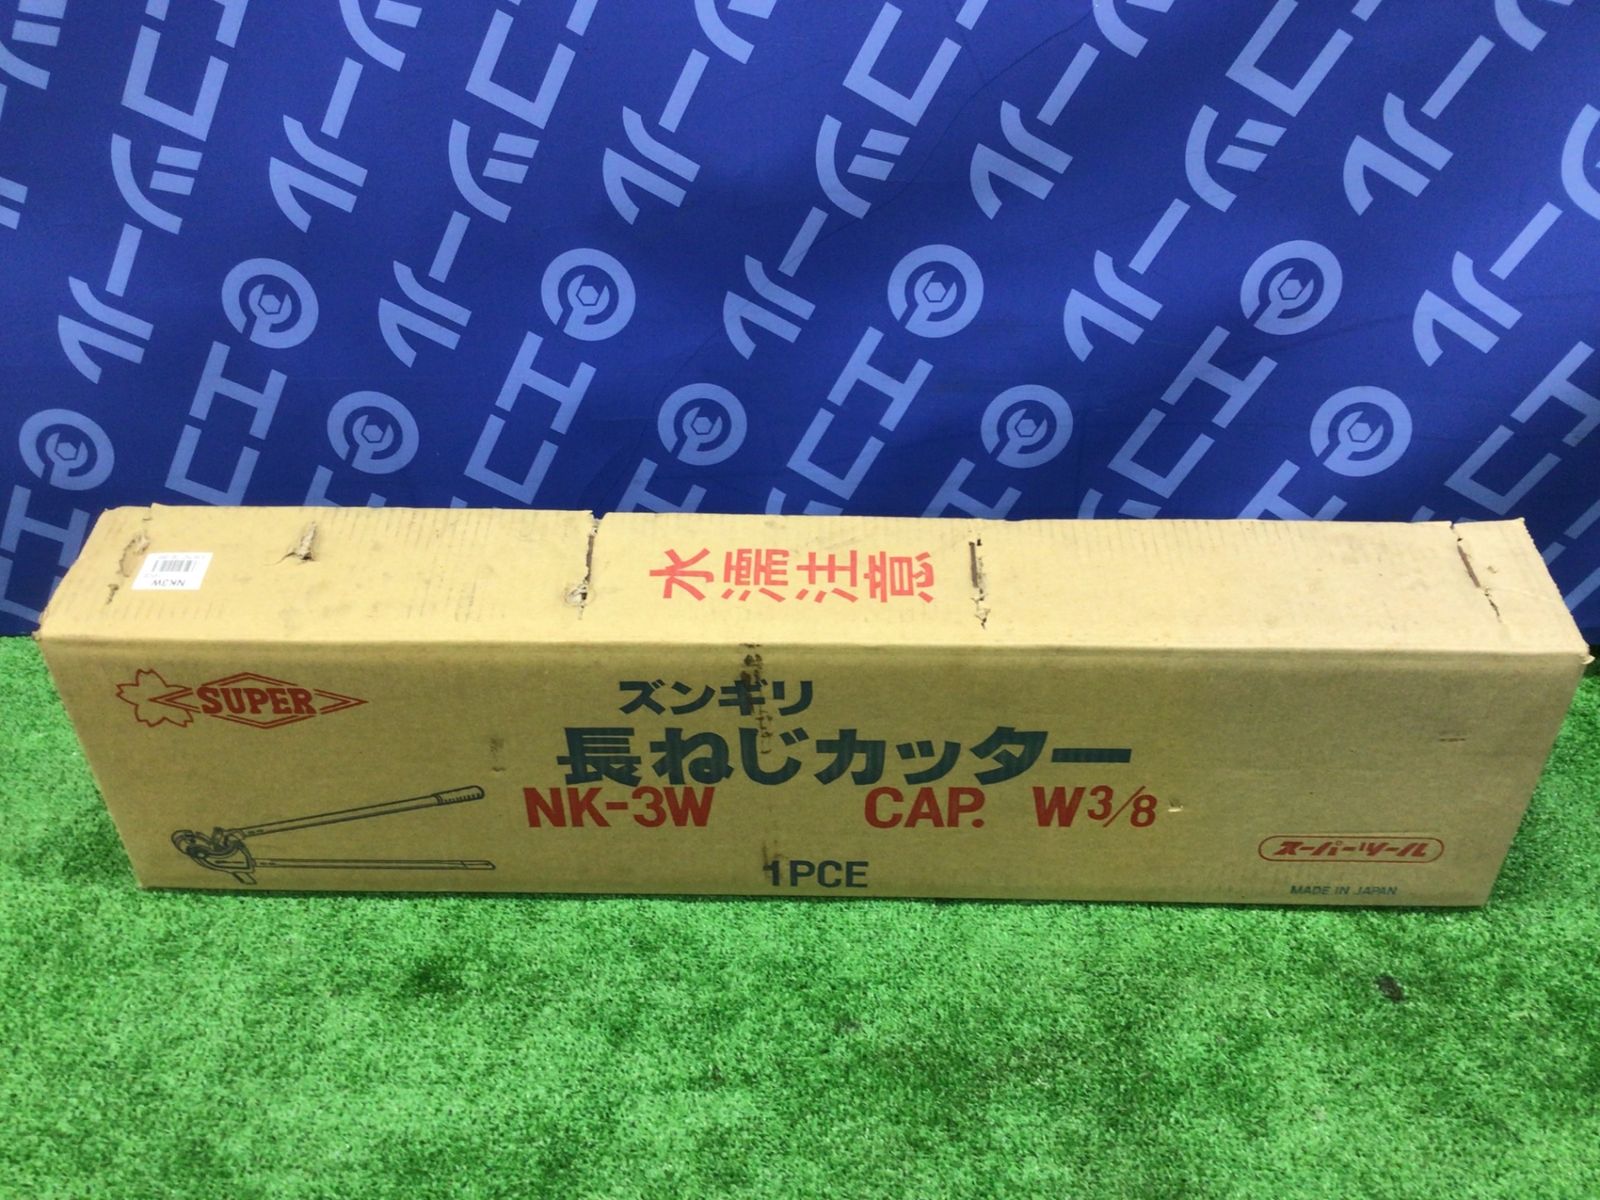 水濡注意
NK3W
SUPER
ズンギリ
長ねじカッター
NK-3W CAP. W3/8
1PCE
スーパーツール
MADE IN JAPAN